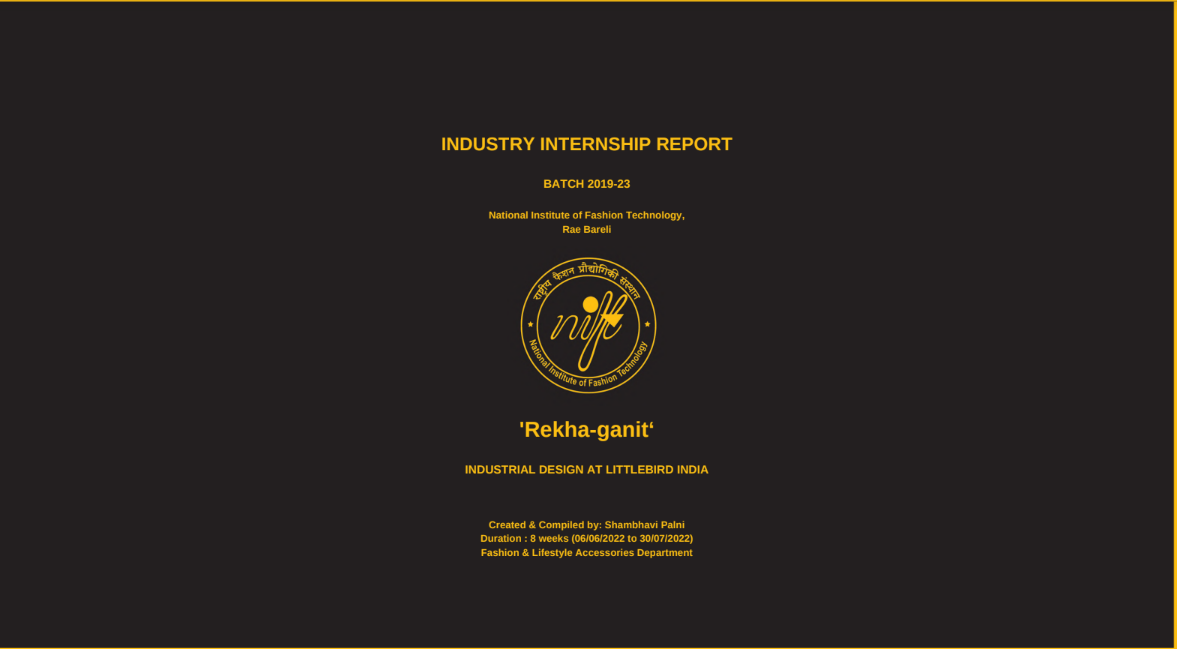 INDUSTRY INTERNSHIP REPORT
BATCH 2019-23
National Institute of Fashion Technology,
Rae Bareli
राष्ट्रीय फैशन प्रौद्योगिकी संस्थान
nift
National Institute of Fashion Technology
'Rekha-ganit‘
INDUSTRIAL DESIGN AT LITTLEBIRD INDIA
Created & Compiled by: Shambhavi Palni
Duration : 8 weeks (06/06/2022 to 30/07/2022)
Fashion & Lifestyle Accessories Department